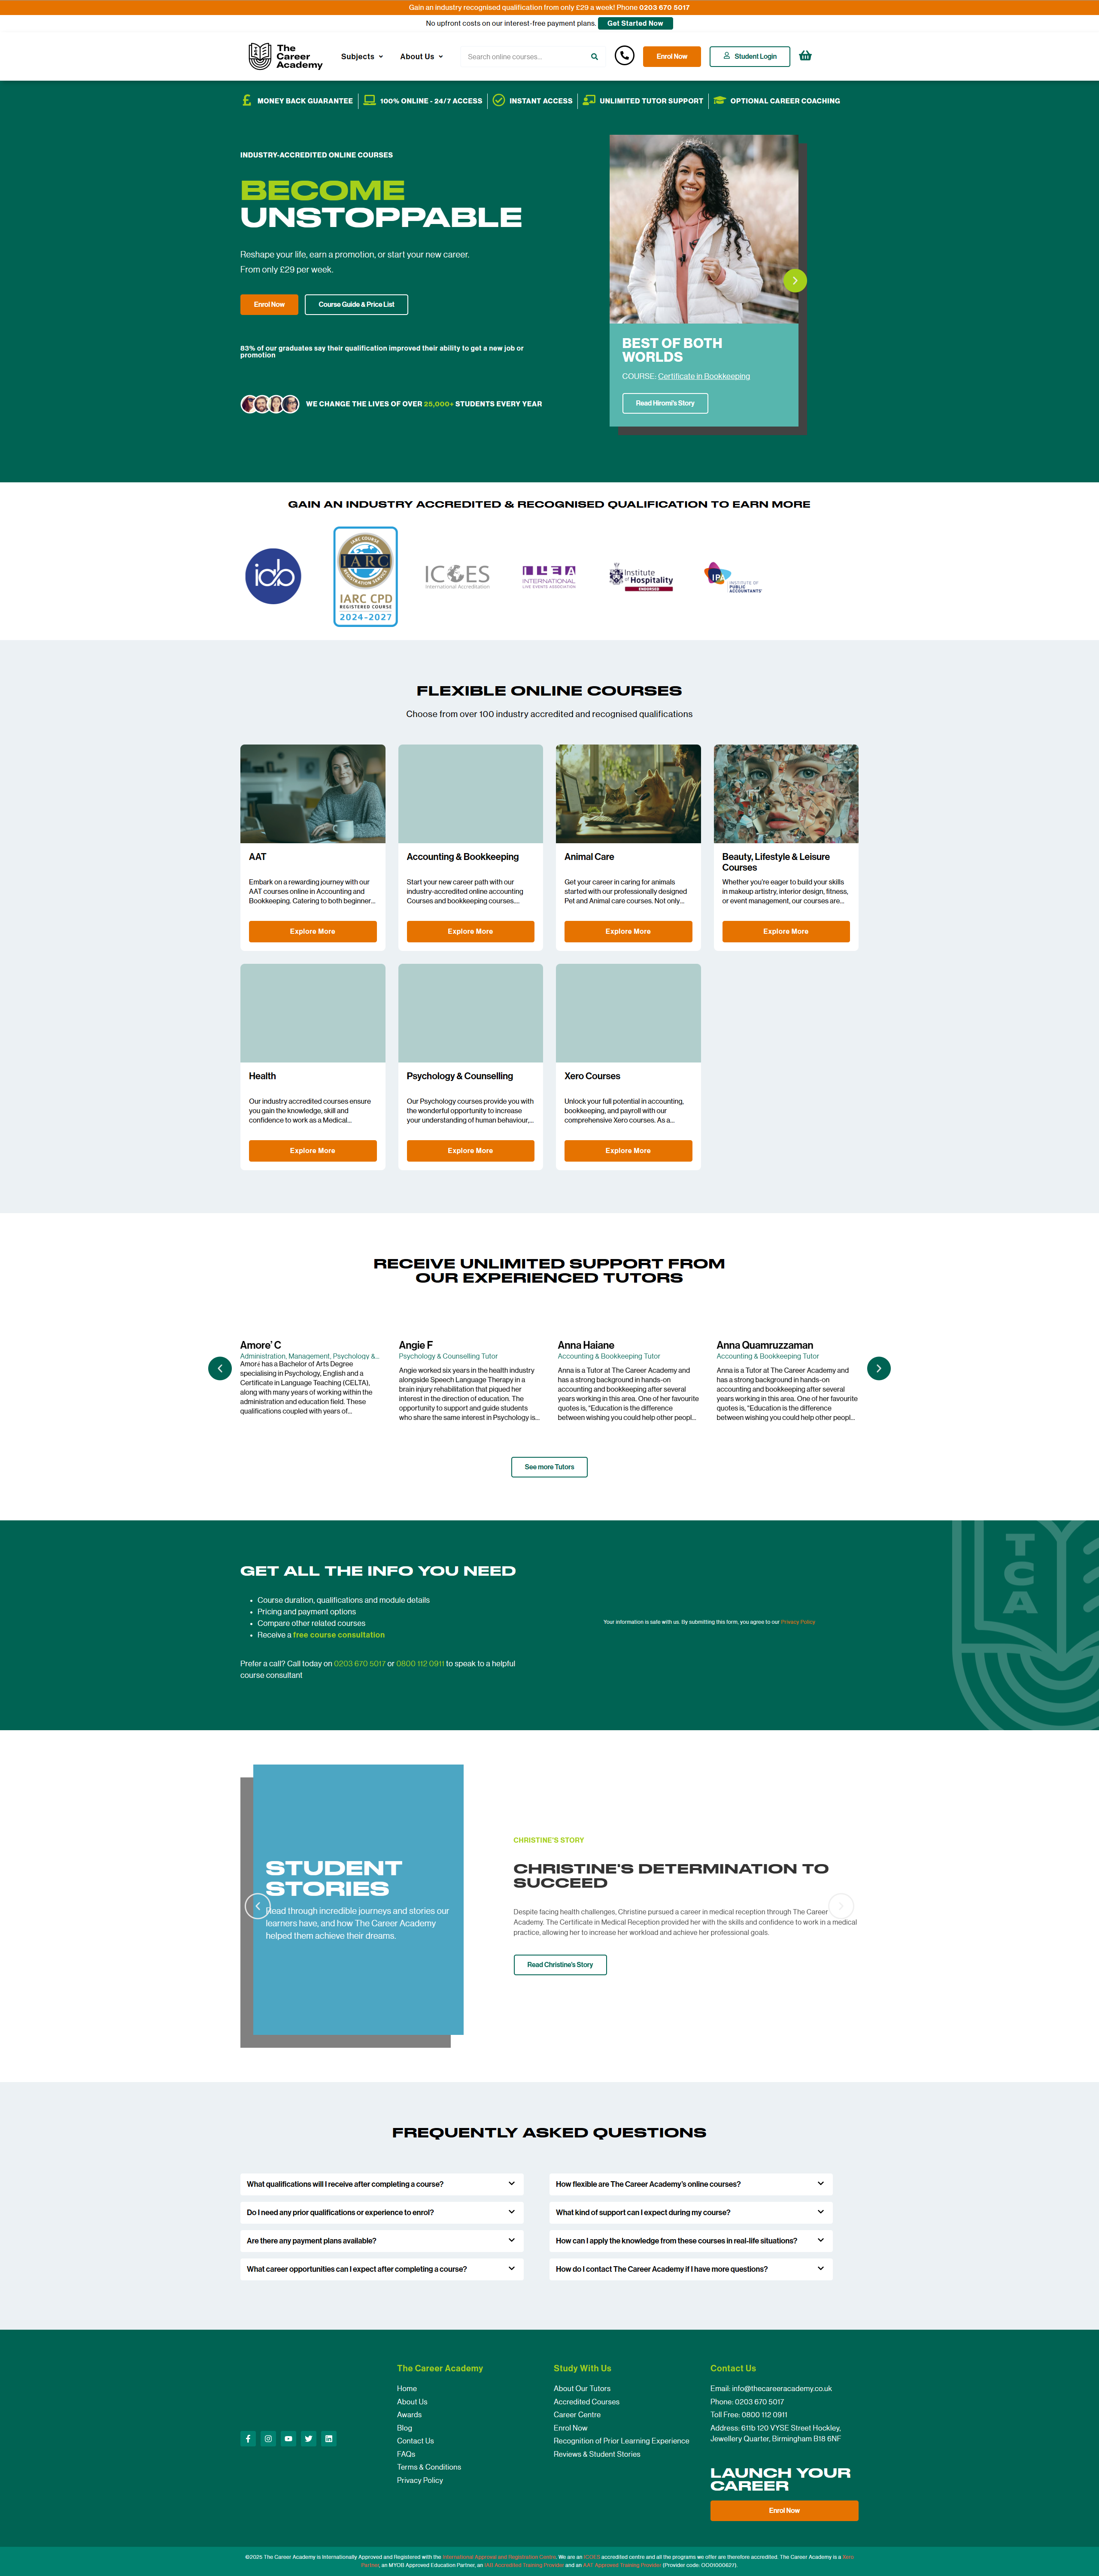 Gain an industry recognised qualification from only £29 a week! Phone 0203 670 5017
No upfront costs on our interest-free payment plans. Get Started Now
The Career Academy
Subjects
About Us
Search online courses...
Enrol Now
Student Login
MONEY BACK GUARANTEE
100% ONLINE - 24/7 ACCESS
INSTANT ACCESS
UNLIMITED TUTOR SUPPORT
OPTIONAL CAREER COACHING
INDUSTRY-ACCREDITED ONLINE COURSES
BECOME
UNSTOPPABLE
Reshape your life, earn a promotion, or start your new career.
From only £29 per week.
Enrol Now
Course Guide & Price List
83% of our graduates say their qualification improved their ability to get a new job or
promotion
WE CHANGE THE LIVES OF OVER 25,000+ STUDENTS EVERY YEAR
BEST OF BOTH
WORLDS
COURSE: Certificate in Bookkeeping
Read Hiromi's Story
GAIN AN INDUSTRY ACCREDITED & RECOGNISED QUALIFICATION TO EARN MORE
iab
IARC
IARC CPD
REGISTERED COURSE
2024-2027
ICOES
International Accreditation
ILEA
INTERNATIONAL
LIVE EVENTS ASSOCIATION
Institute
of Hospitality
ENDORSED
IPA
INSTITUTE OF
PUBLIC
ACCOUNTANTS
FLEXIBLE ONLINE COURSES
Choose from over 100 industry accredited and recognised qualifications
AAT
Embark on a rewarding journey with our
AAT courses online in Accounting and
Bookkeeping. Catering to both beginner...
Explore More
Accounting & Bookkeeping
Start your new career path with our
industry-accredited online accounting
Courses and bookkeeping courses....
Explore More
Animal Care
Get your career in caring for animals
started with our professionally designed
Pet and Animal care courses. Not only...
Explore More
Beauty, Lifestyle & Leisure
Courses
Whether you're eager to build your skills
in makeup artistry, interior design, fitness,
or event management, our courses are...
Explore More
Health
Our industry accredited courses ensure
you gain the knowledge, skill and
confidence to work as a Medical...
Explore More
Psychology & Counselling
Our Psychology courses provide you with
the wonderful opportunity to increase
your understanding of human behaviour,...
Explore More
Xero Courses
Unlock your full potential in accounting,
bookkeeping, and payroll with our
comprehensive Xero courses. As a...
Explore More
RECEIVE UNLIMITED SUPPORT FROM
OUR EXPERIENCED TUTORS
Amore' C
Administration, Management, Psychology &...
Amoré has a Bachelor of Arts Degree
specialising in Psychology, English and a
Certificate in Language Teaching (CELTA),
along with many years of working within the
administration and education field. These
qualifications coupled with years of...
Angie F
Psychology & Counselling Tutor
Angie worked six years in the health industry
alongside Speech Language Therapy in a
brain injury rehabilitation that piqued her
interest in the direction of education. The
opportunity to support and guide students
who share the same interest in Psychology is...
Anna Haiane
Accounting & Bookkeeping Tutor
Anna is a Tutor at The Career Academy and
has a strong background in hands-on
accounting and bookkeeping after several
years working in this area. One of her favourite
quotes is, "Education is the difference
between wishing you could help other peopl...
Anna Quamruzzaman
Accounting & Bookkeeping Tutor
Anna is a Tutor at The Career Academy and
has a strong background in hands-on
accounting and bookkeeping after several
years working in this area. One of her favourite
quotes is, "Education is the difference
between wishing you could help other peopl...
See more Tutors
GET ALL THE INFO YOU NEED
Course duration, qualifications and module details
Pricing and payment options
Compare other related courses
Receive a free course consultation
Prefer a call? Call today on 0203 670 5017 or 0800 112 0911 to speak to a helpful
course consultant
Your information is safe with us. By submitting this form, you agree to our Privacy Policy
TCA
STUDENT
STORIES
Read through incredible journeys and stories our
learners have, and how The Career Academy
helped them achieve their dreams.
CHRISTINE'S STORY
CHRISTINE'S DETERMINATION TO
SUCCEED
Despite facing health challenges, Christine pursued a career in medical reception through The Career
Academy. The Certificate in Medical Reception provided her with the skills and confidence to work in a medical
practice, allowing her to increase her workload and achieve her professional goals.
Read Christine's Story
FREQUENTLY ASKED QUESTIONS
What qualifications will I receive after completing a course?
Do I need any prior qualifications or experience to enrol?
Are there any payment plans available?
What career opportunities can I expect after completing a course?
How flexible are The Career Academy's online courses?
What kind of support can I expect during my course?
How can I apply the knowledge from these courses in real-life situations?
How do I contact The Career Academy if I have more questions?
The Career Academy
Home
About Us
Awards
Blog
Contact Us
FAQs
Terms & Conditions
Privacy Policy
Study With Us
About Our Tutors
Accredited Courses
Career Centre
Enrol Now
Recognition of Prior Learning Experience
Reviews & Student Stories
Contact Us
Email: info@thecareeracademy.co.uk
Phone: 0203 670 5017
Toll Free: 0800 112 0911
Address: 611b 120 VYSE Street Hockley,
Jewellery Quarter, Birmingham B18 6NF
LAUNCH YOUR
CAREER
Enrol Now
©2025 The Career Academy is Internationally Approved and Registered with the International Approval and Registration Centre. We are an ICOES accredited centre and all the programs we offer are therefore accredited. The Career Academy is a Xero
Partner, an MYOB Approved Education Partner, an IAB Accredited Training Provider and an AAT Approved Training Provider (Provider code: OO01000627).